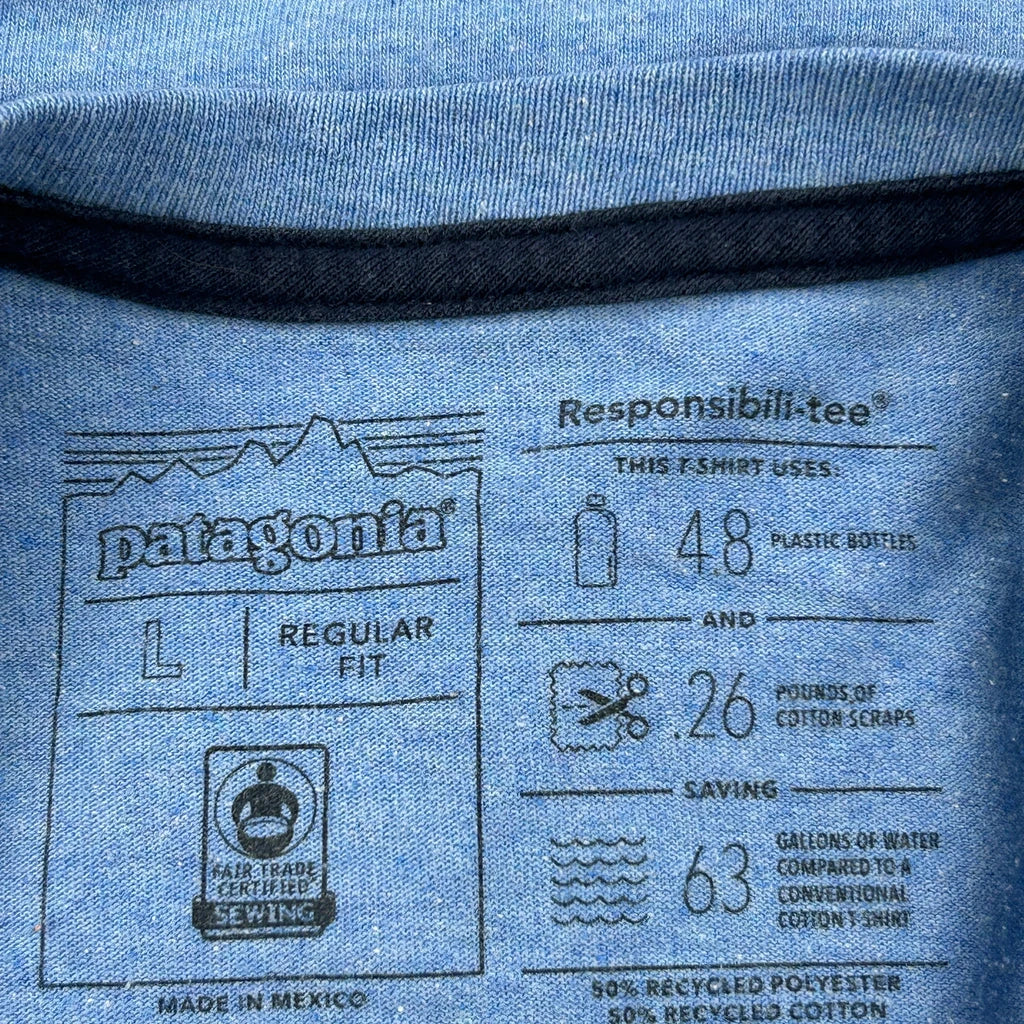 patagonia®
L
REGULAR
FIT
FAIR TRADE
CERTIFIED
SEWING
MADE IN MEXICO
Responsibili-tee®
THIS T-SHIRT USES:
4.8 PLASTIC BOTTLES
AND
.26 POUNDS OF
COTTON SCRAPS
SAVING
63 GALLONS OF WATER
COMPARED TO A
CONVENTIONAL
COTTON T-SHIRT
50% RECYCLED POLYESTER
50% RECYCLED COTTON